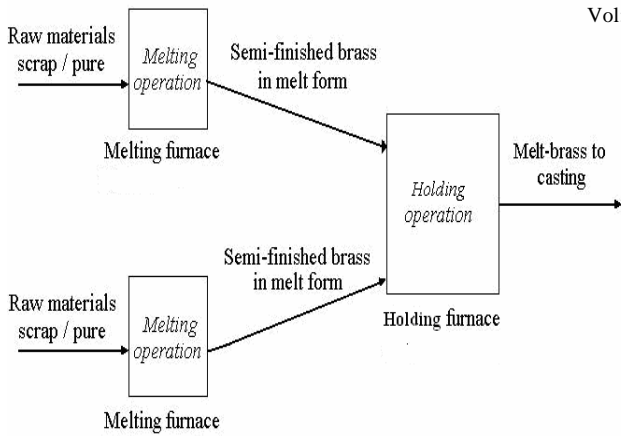 Vol
Raw materials
scrap / pure
Melting
operation
Melting furnace
Semi-finished brass
in melt form
Holding
operation
Holding furnace
Melt-brass to
casting
Raw materials
scrap / pure
Melting
operation
Melting furnace
Semi-finished brass
in melt form